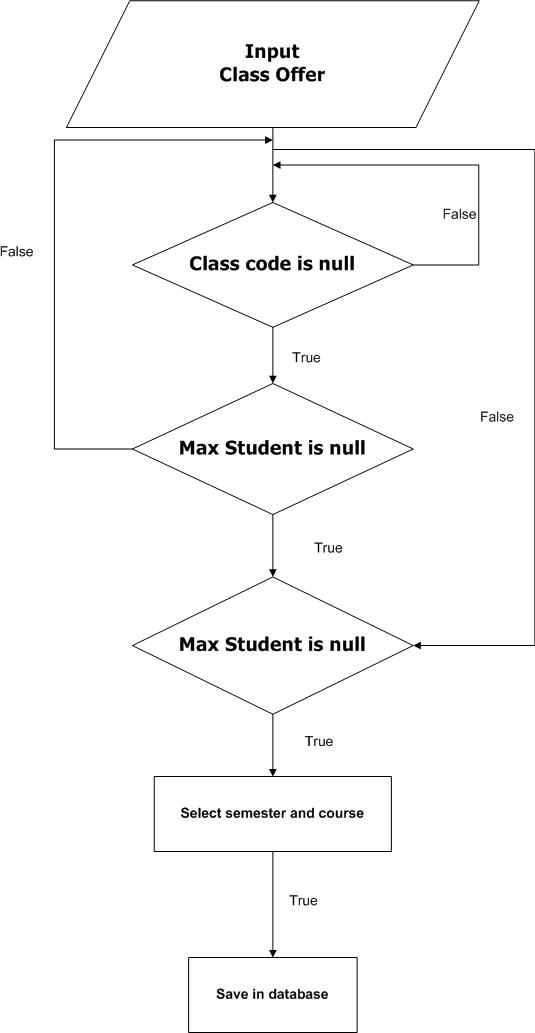 Input
Class Offer
False
False
Class code is null
True
False
Max Student is null
True
Max Student is null
True
Select semester and course
True
Save in database